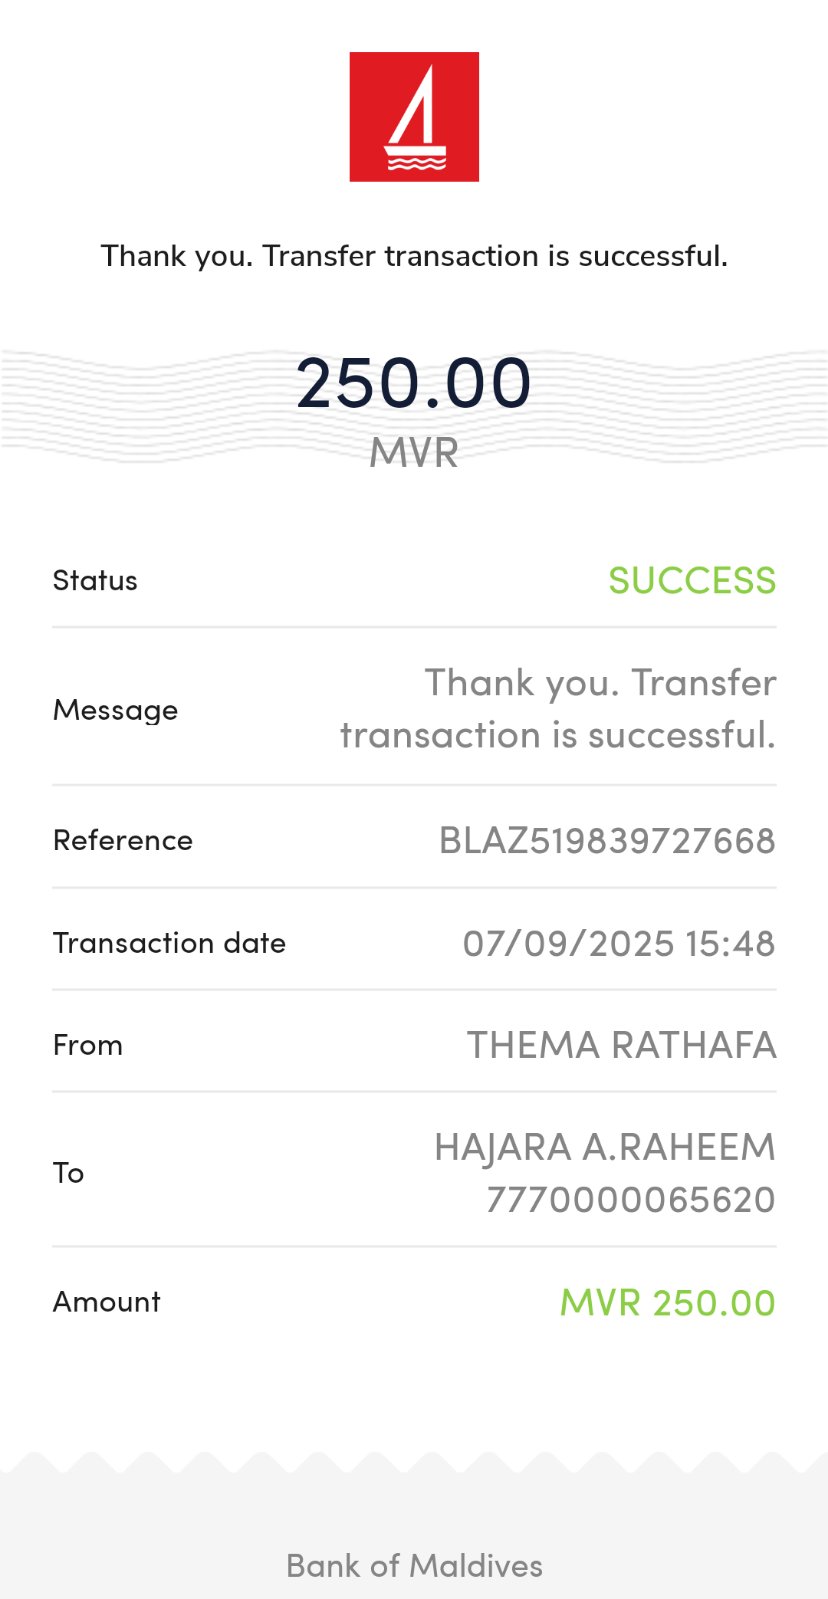 Thank you. Transfer transaction is successful.
250.00
MVR
Status SUCCESS
Message Thank you. Transfer
transaction is successful.
Reference BLAZ519839727668
Transaction date 07/09/2025 15:48
From THEMA RATHAFA
To HAJARA A.RAHEEM
7770000065620
Amount MVR 250.00
Bank of Maldives